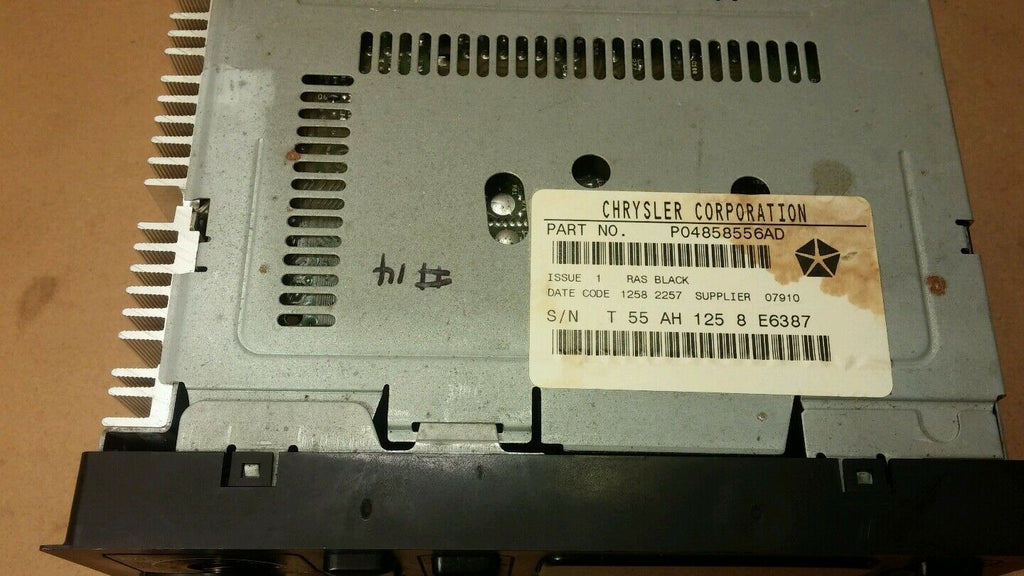 CHRYSLER CORPORATION
PART NO. P04858556AD
ISSUE 1 RAS BLACK
DATE CODE 1258 2257 SUPPLIER 07910
S/N T 55 AH 125 8 E6387
#14